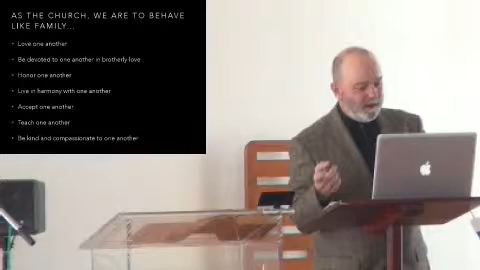 AS THE CHURCH, WE ARE TO BEHAVE
LIKE FAMILY...
• Love one another
• Be devoted to one another in brotherly love
• Honor one another
• Live in harmony with one another
• Accept one another
• Teach one another
• Be kind and compassionate to one another